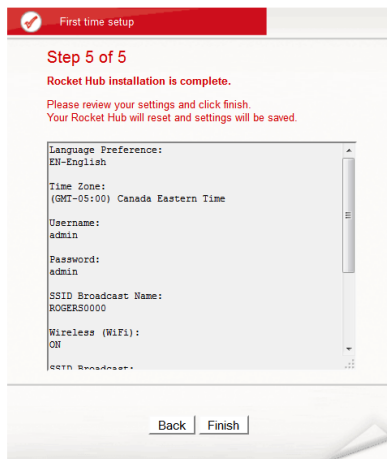 First time setup
Step 5 of 5
Rocket Hub installation is complete.
Please review your settings and click finish.
Your Rocket Hub will reset and settings will be saved.
Language Preference:
EN-English
Time Zone:
(GMT-05:00) Canada Eastern Time
Username:
admin
Password:
admin
SSID Broadcast Name:
ROGERS0000
Wireless (WiFi):
ON
SSID Broadcast:
Back Finish